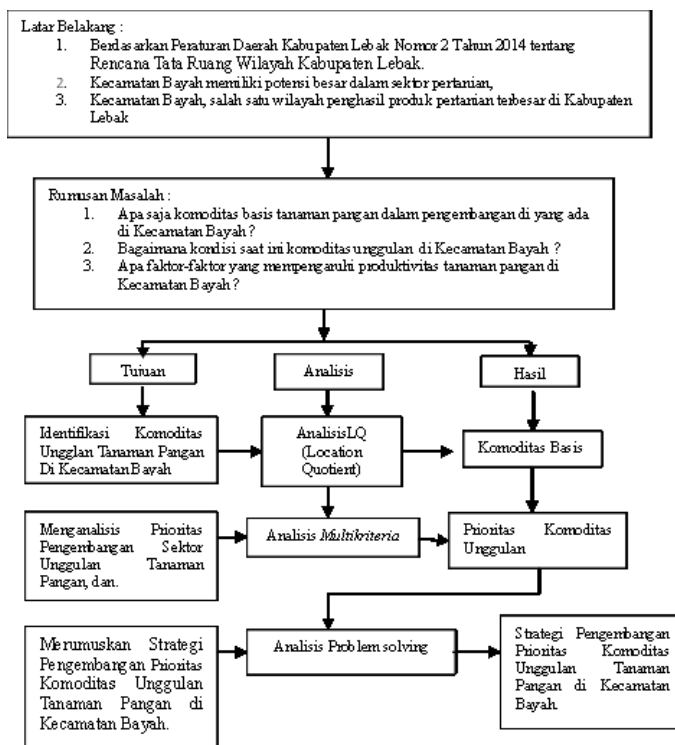 Latar Belakang :
1. Berdasarkan Peraturan Daerah Kabupaten Lebak Nomor 2 Tahun 2014 tentang
Rencana Tata Ruang Wilayah Kabupaten Lebak.
2. Kecamatan Bayah memiliki potensi besar dalam sektor pertanian,
3. Kecamatan Bayah, salah satu wilayah penghasil produk pertanian terbesar di Kabupaten
Lebak
Rumusan Masalah :
1. Apa saja komoditas basis tanaman pangan dalam pengembangan di yang ada
di Kecamatan Bayah ?
2. Bagaimana kondisi saat ini komoditas unggulan di Kecamatan Bayah ?
3. Apa faktor-faktor yang mempengaruhi produktivitas tanaman pangan di
Kecamatan Bayah ?
Tujuan
Analisis
Hasil
Identifikasi Komoditas
Ungglan Tanaman Pangan
Di Kecamatan Bayah
AnalisisLQ
(Location
Quotient)
Komoditas Basis
Menganalisis Prioritas
Pengembangan Sektor
Unggulan Tanaman
Pangan, dan.
Analisis Multikriteria
Prioritas Komoditas
Unggulan
Merumuskan Strategi
Pengembangan Prioritas
Komoditas Unggulan
Tanaman Pangan di
Kecamatan Bayah.
Analisis Problem solving
Strategi Pengembangan
Prioritas Komoditas
Unggulan Tanaman
Pangan di Kecamatan
Bayah.